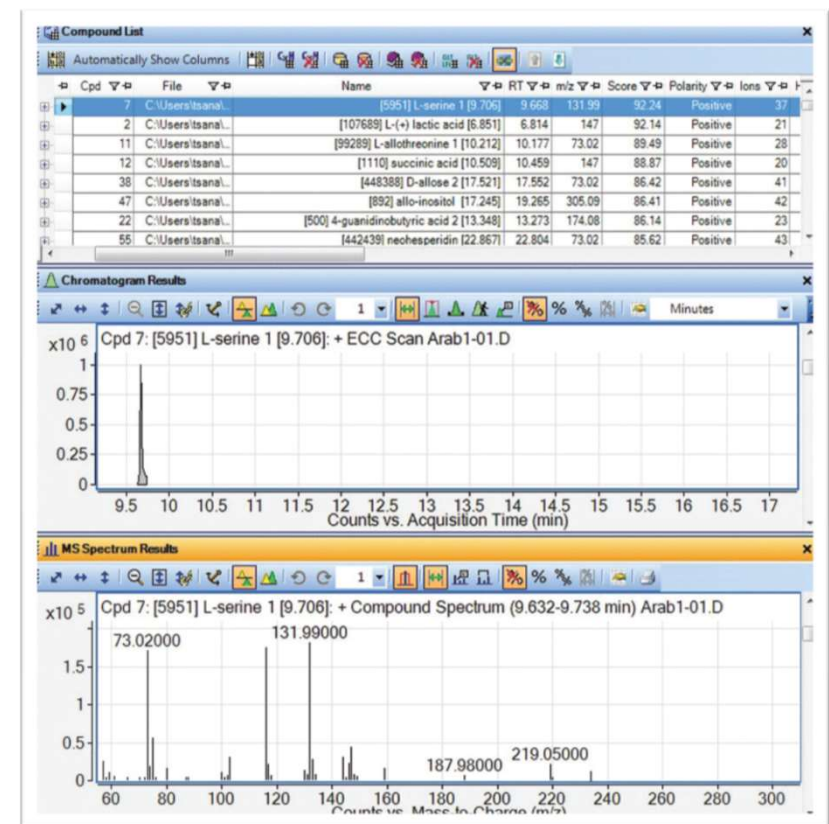 Compound List
Automatically Show Columns
Cpd File Name RT m/z Score Polarity Ions
7 C:\Users\tsana\... [5951] L-serine 1 [9.706] 9.668 131.99 92.24 Positive 37
2 C:\Users\tsana\... [107689] L-(+) lactic acid [6.851] 6.814 147 92.14 Positive 21
11 C:\Users\tsana\... [99289] L-allothreonine 1 [10.212] 10.177 73.02 89.49 Positive 28
12 C:\Users\tsana\... [1110] succinic acid [10.509] 10.459 147 88.87 Positive 20
38 C:\Users\tsana\... [448388] D-allose 2 [17.521] 17.552 73.02 86.42 Positive 41
47 C:\Users\tsana\... [892] allo-inositol [17.245] 19.265 305.09 86.41 Positive 42
22 C:\Users\tsana\... [500] 4-guanidinobutyric acid 2 [13.348] 13.273 174.08 86.14 Positive 23
55 C:\Users\tsana\... [442439] neohesperidin [22.867] 22.804 73.02 85.62 Positive 43
Chromatogram Results
1 % Minutes
x10 6 Cpd 7: [5951] L-serine 1 [9.706]: + ECC Scan Arab1-01.D
1
0.75
0.5
0.25
0
9.5 10 10.5 11 11.5 12 12.5 13 13.5 14 14.5 15 15.5 16 16.5 17
Counts vs. Acquisition Time (min)
MS Spectrum Results
1 %
x10 5 Cpd 7: [5951] L-serine 1 [9.706]: + Compound Spectrum (9.632-9.738 min) Arab1-01.D
73.02000 131.99000
1.5
1
0.5
187.98000 219.05000
0
60 80 100 120 140 160 180 200 220 240 260 280 300
Counts vs. Mass-to-Charge (m/z)